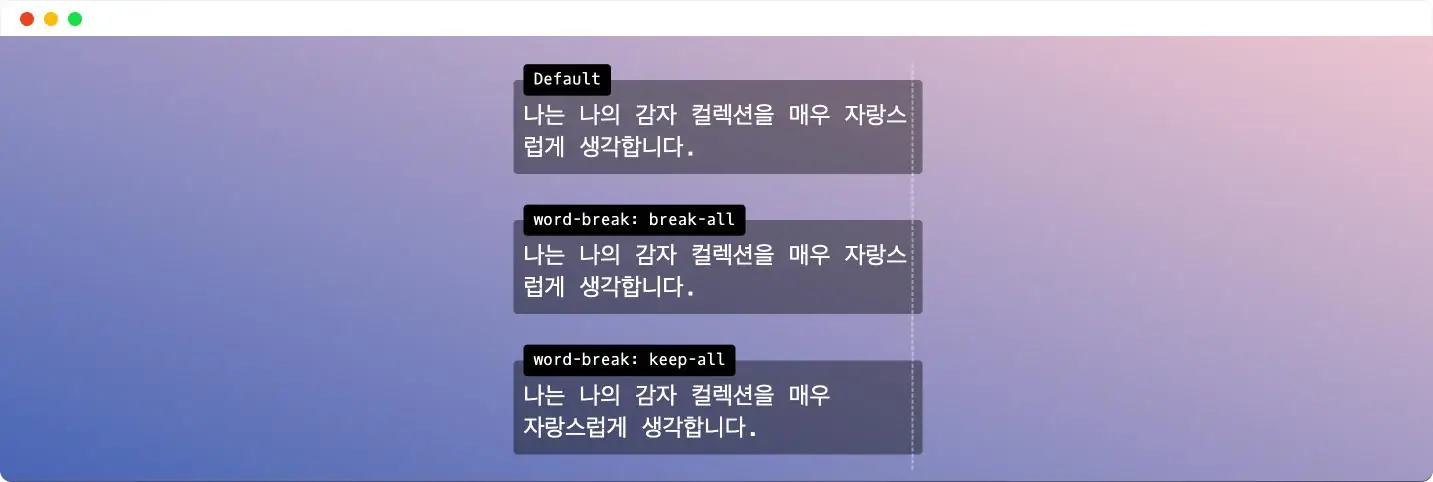 Default
나는 나의 감자 컬렉션을 매우 자랑스
럽게 생각합니다.
word-break: break-all
나는 나의 감자 컬렉션을 매우 자랑스
럽게 생각합니다.
word-break: keep-all
나는 나의 감자 컬렉션을 매우
자랑스럽게 생각합니다.